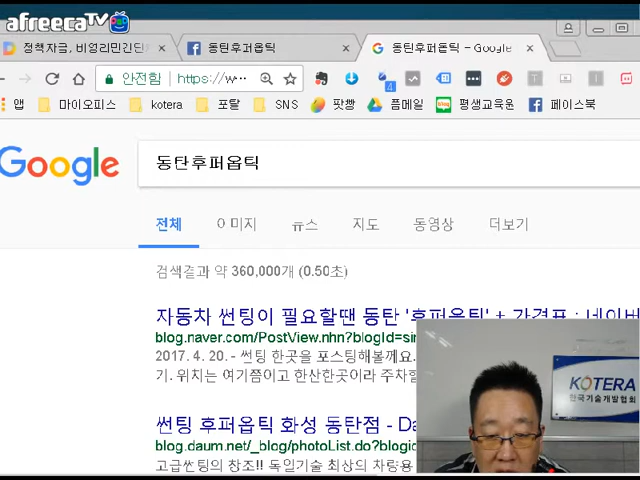 afreecaTV
정책자금, 비영리민간단
동탄후퍼옵틱
동탄후퍼옵틱 - Google
안전함
https://w
앱
마이오피스
kotera
포탈
SNS
팟빵
플메일
평생교육원
페이스북
Google
동탄후퍼옵틱
전체
이미지
뉴스
지도
동영상
더보기
검색결과 약 360,000개 (0.50초)
자동차 썬팅이 필요할땐 동탄 '후퍼옵틱' + 가격표 : 네이버
blog.naver.com/PostView.nhn?blogId=sir
2017. 4. 20. - 썬팅 한곳을 포스팅해볼께요.
기. 위치는 여기쯤이고 한산한곳이라 주차할
썬팅 후퍼옵틱 화성 동탄점 - Da
blog.daum.net/_blog/photoList.do?blogid
고급썬팅의 창조!! 독일기술 최상의 차량용
KOTERA
한국기술개발협회